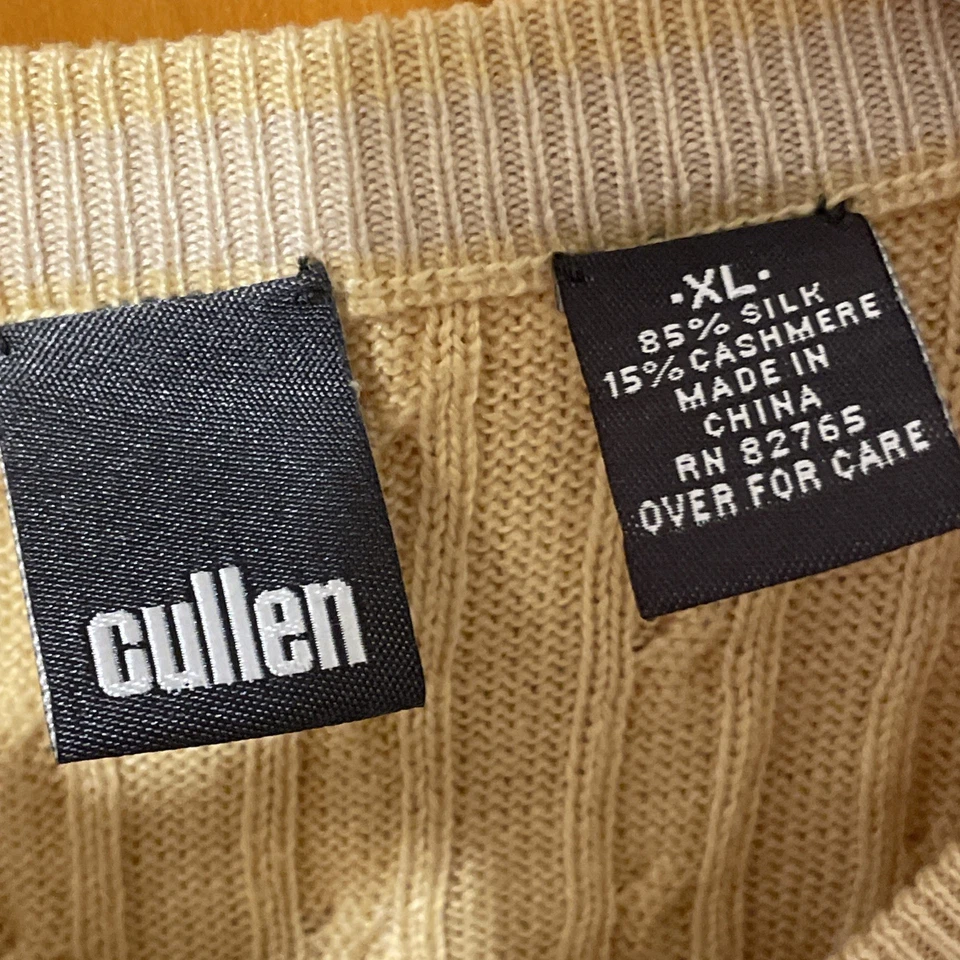 cullen
·XL·
85% SILK
15% CASHMERE
MADE IN
CHINA
RN 82765
OVER FOR CARE